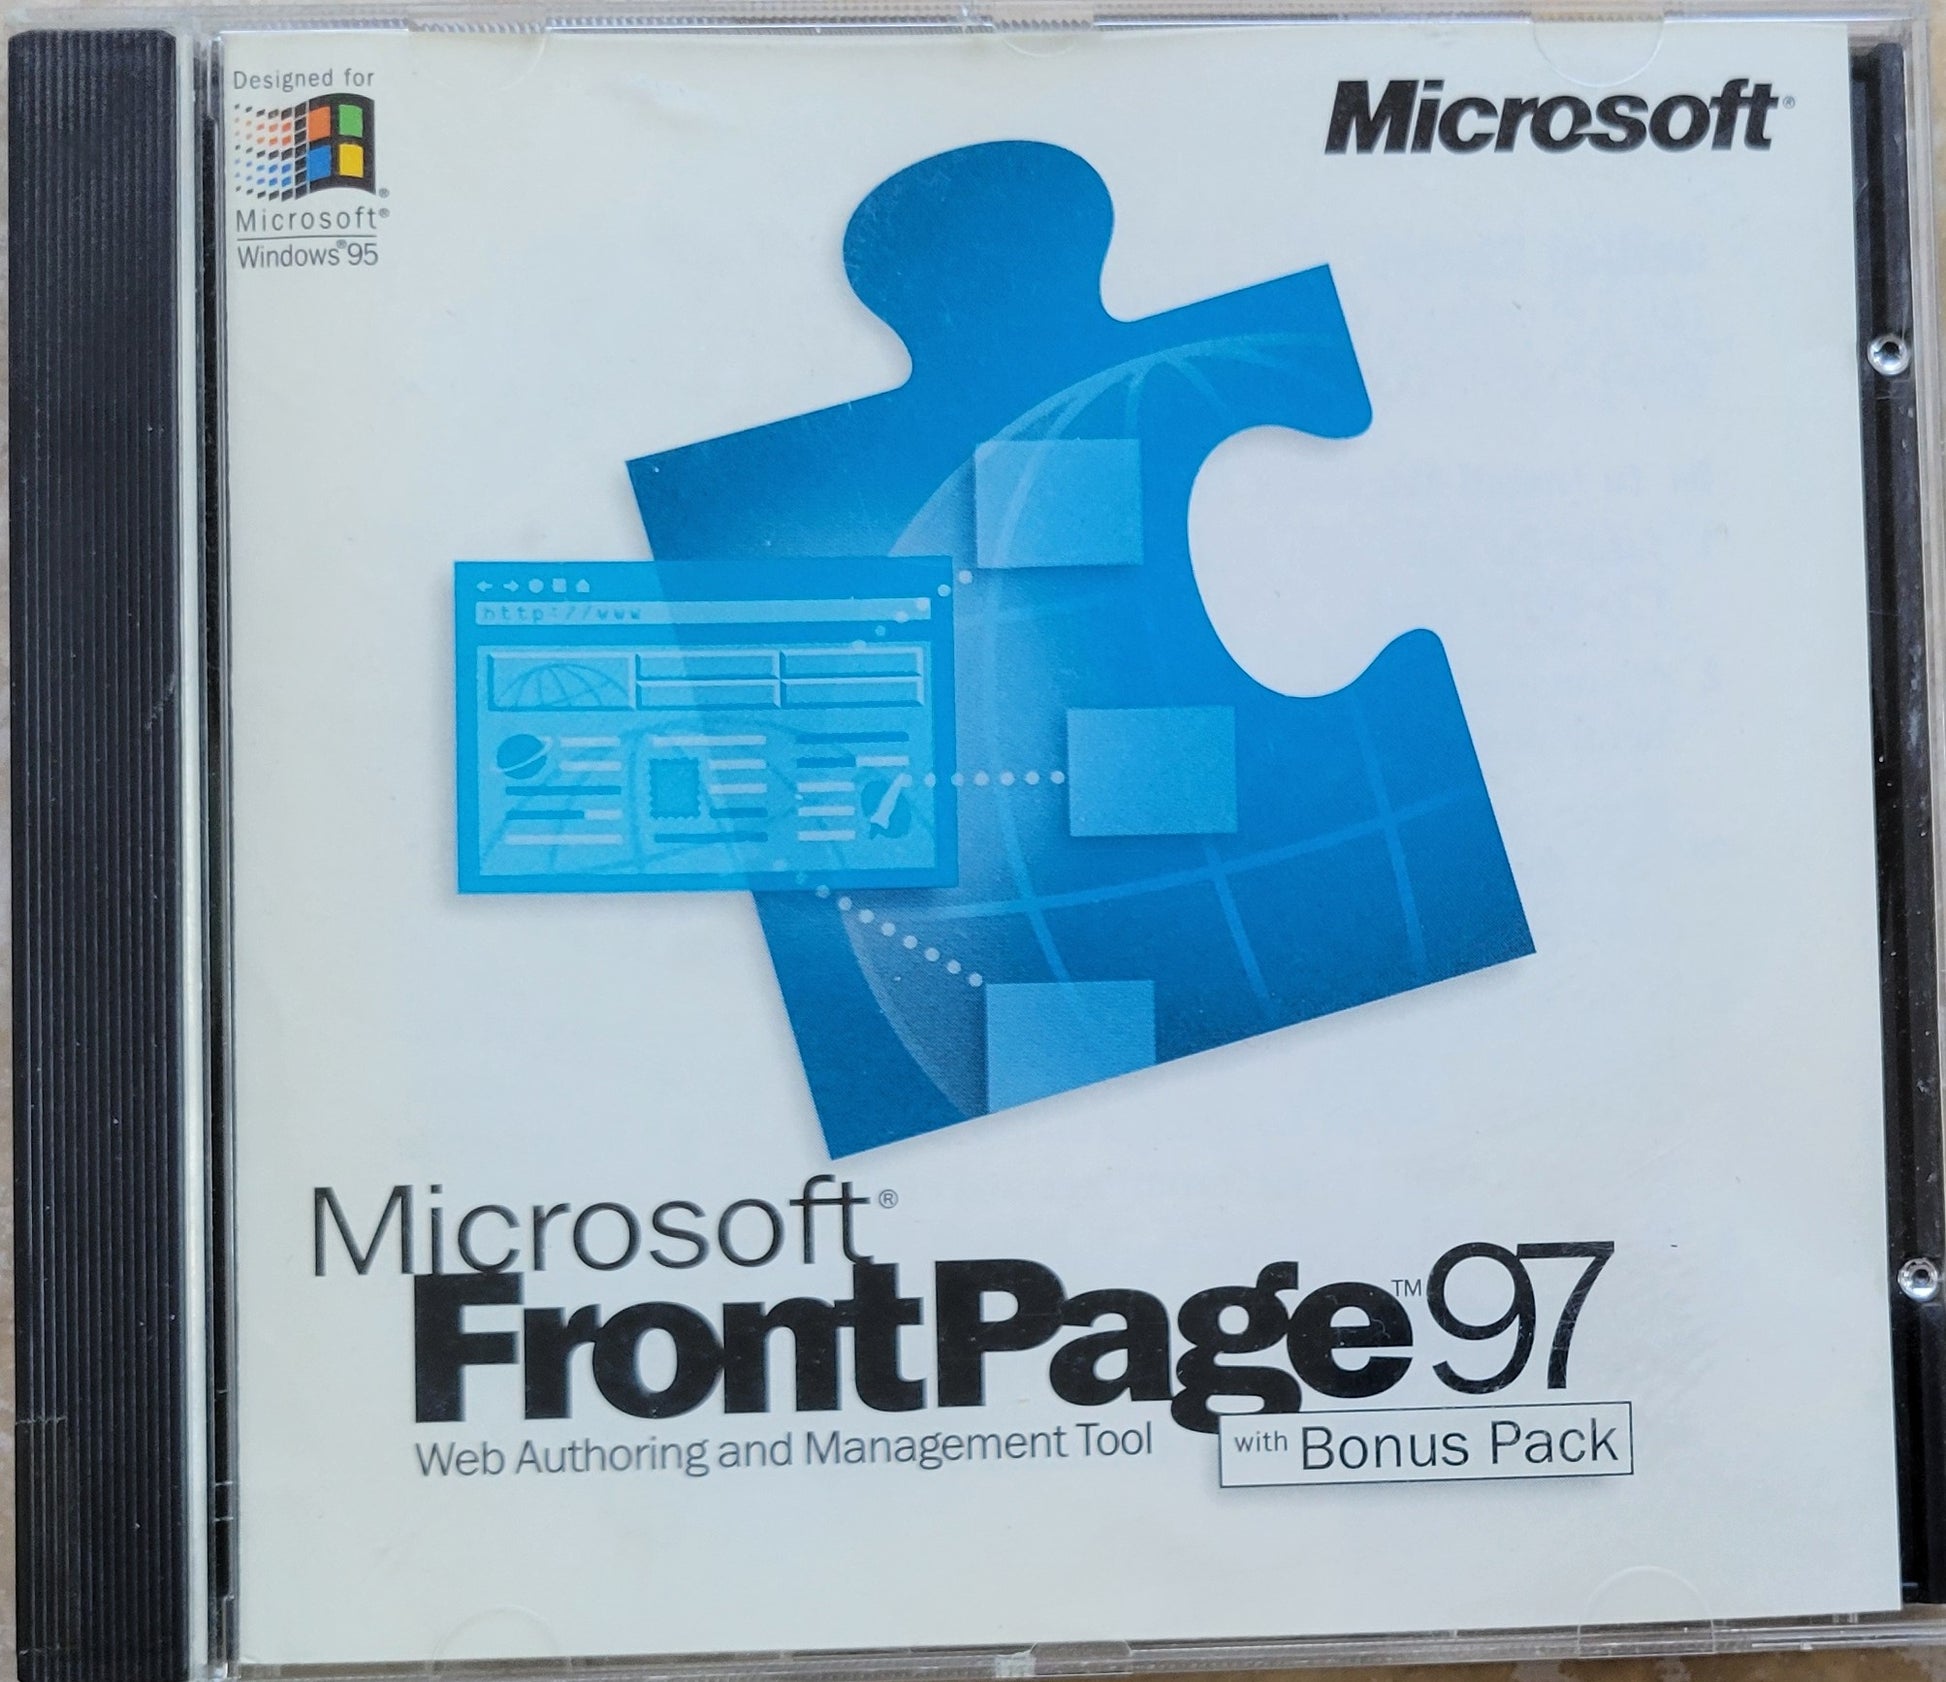 Designed for
Microsoft®
Windows®95
Microsoft®
http://www
Microsoft®
FrontPage™97
Web Authoring and Management Tool
with Bonus Pack